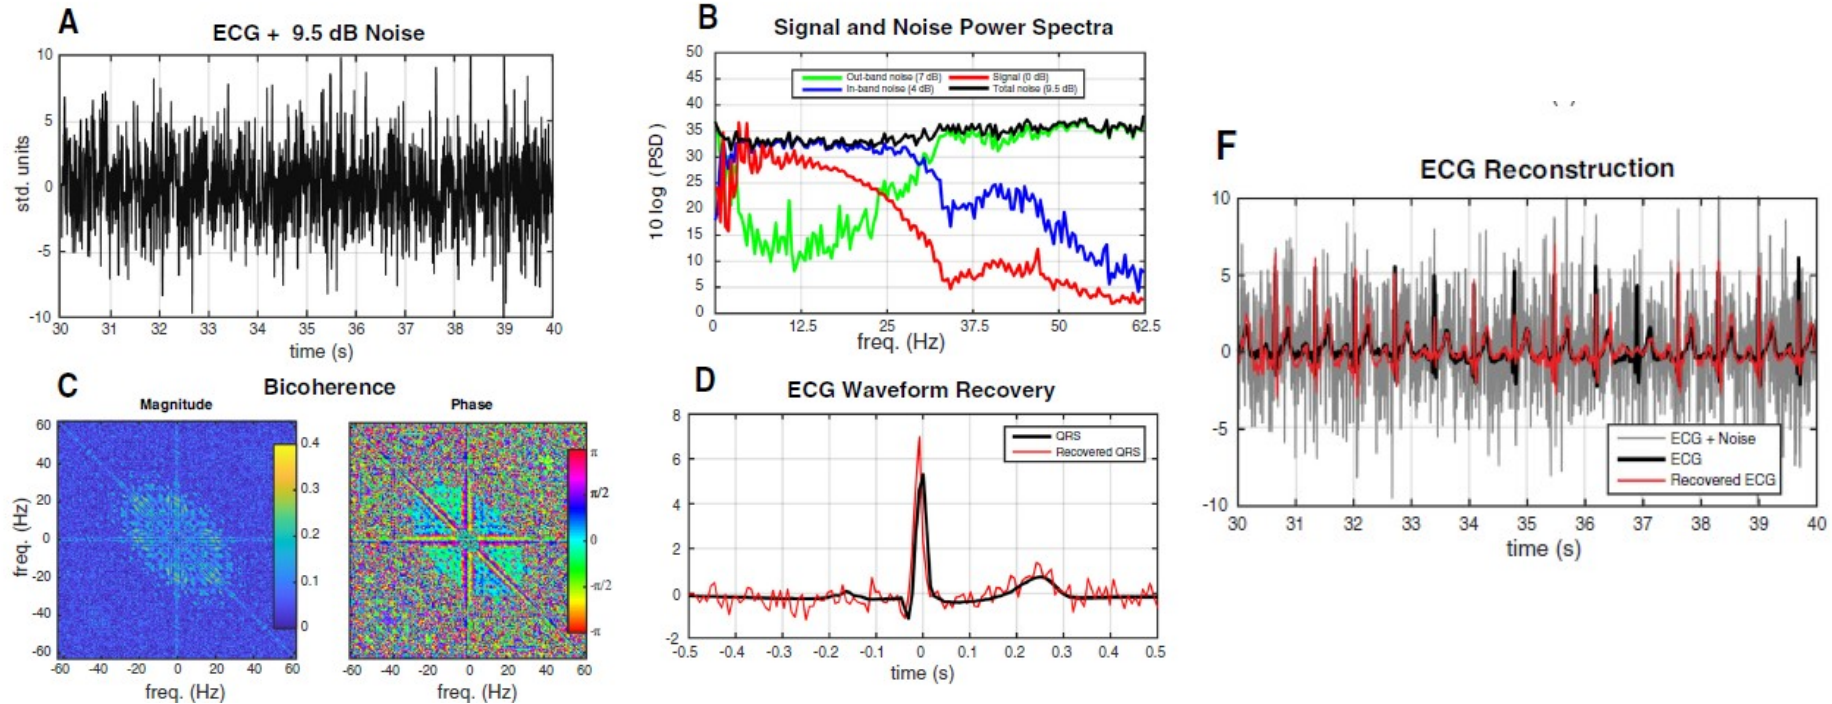 A
ECG + 9.5 dB Noise
10
5
0
-5
-10
std. units
30 31 32 33 34 35 36 37 38 39 40
time (s)
B
Signal and Noise Power Spectra
50
45
40
35
30
25
20
15
10
5
0
10 log (PSD )
Out-band noise (7 dB)
Signal (0 dB)
In-band noise (4 dB)
Total noise (9.5 dB)
0 12.5 25 37.5 50 62.5
freq. (Hz)
C
Bicoherence
Magnitude
60
40
20
0
-20
-40
-60
freq. (Hz)
0.4
0.3
0.2
0.1
0
-60 -40 -20 0 20 40 60
freq. (Hz)
Phase
π
π/2
0
-π/2
-π
-60 -40 -20 0 20 40 60
freq. (Hz)
D
ECG Waveform Recovery
8
6
4
2
0
-2
QRS
Recovered QRS
-0.5 -0.4 -0.3 -0.2 -0.1 0 0.1 0.2 0.3 0.4 0.5
time (s)
F
ECG Reconstruction
10
5
0
-5
-10
ECG + Noise
ECG
Recovered ECG
30 31 32 33 34 35 36 37 38 39 40
time (s)